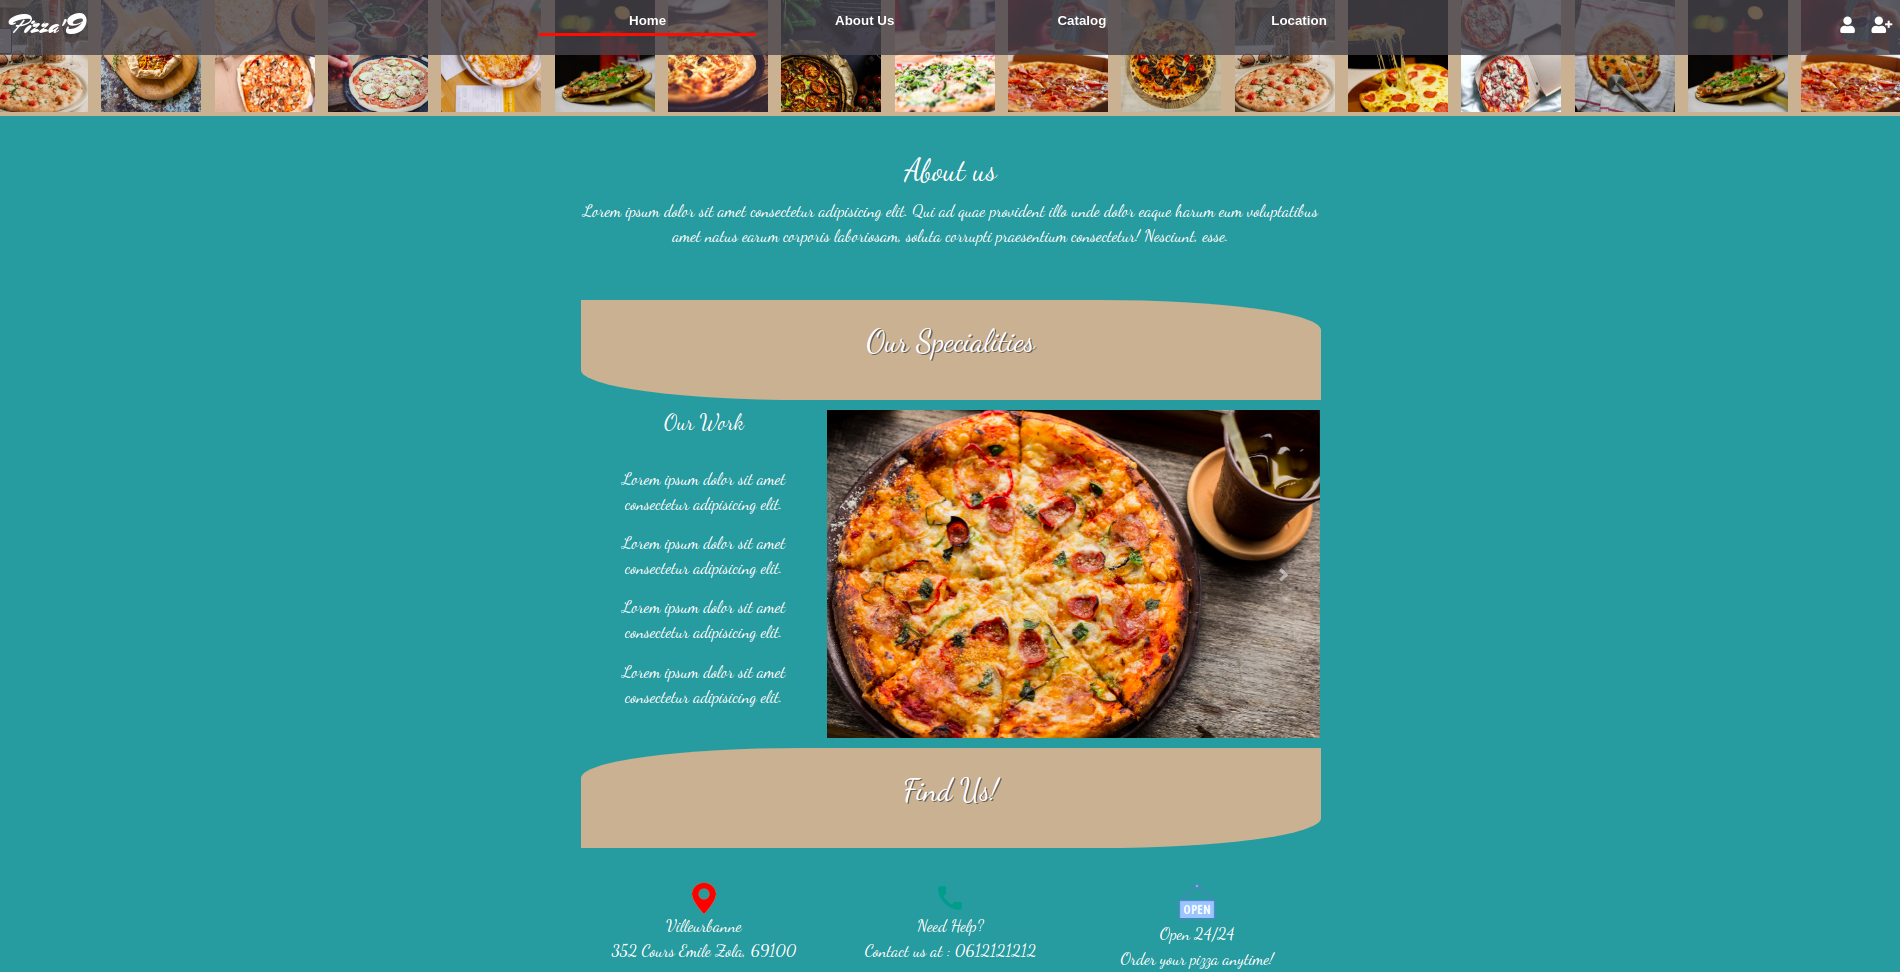 Pizza'9
Home
About Us
Catalog
Location
About us
Lorem ipsum dolor sit amet consectetur adipisicing elit. Qui ad quae provident illo unde dolor eaque harum eum voluptatibus
amet natus earum corporis laboriosam, soluta corrupti praesentium consectetur! Nesciunt, esse.
Our Specialities
Our Work
Lorem ipsum dolor sit amet
consectetur adipisicing elit.
Lorem ipsum dolor sit amet
consectetur adipisicing elit.
Lorem ipsum dolor sit amet
consectetur adipisicing elit.
Lorem ipsum dolor sit amet
consectetur adipisicing elit.
Find Us!
Villeurbanne
352 Cours Emile Zola, 69100
Need Help?
Contact us at : 0612121212
OPEN
Open 24/24
Order your pizza anytime!